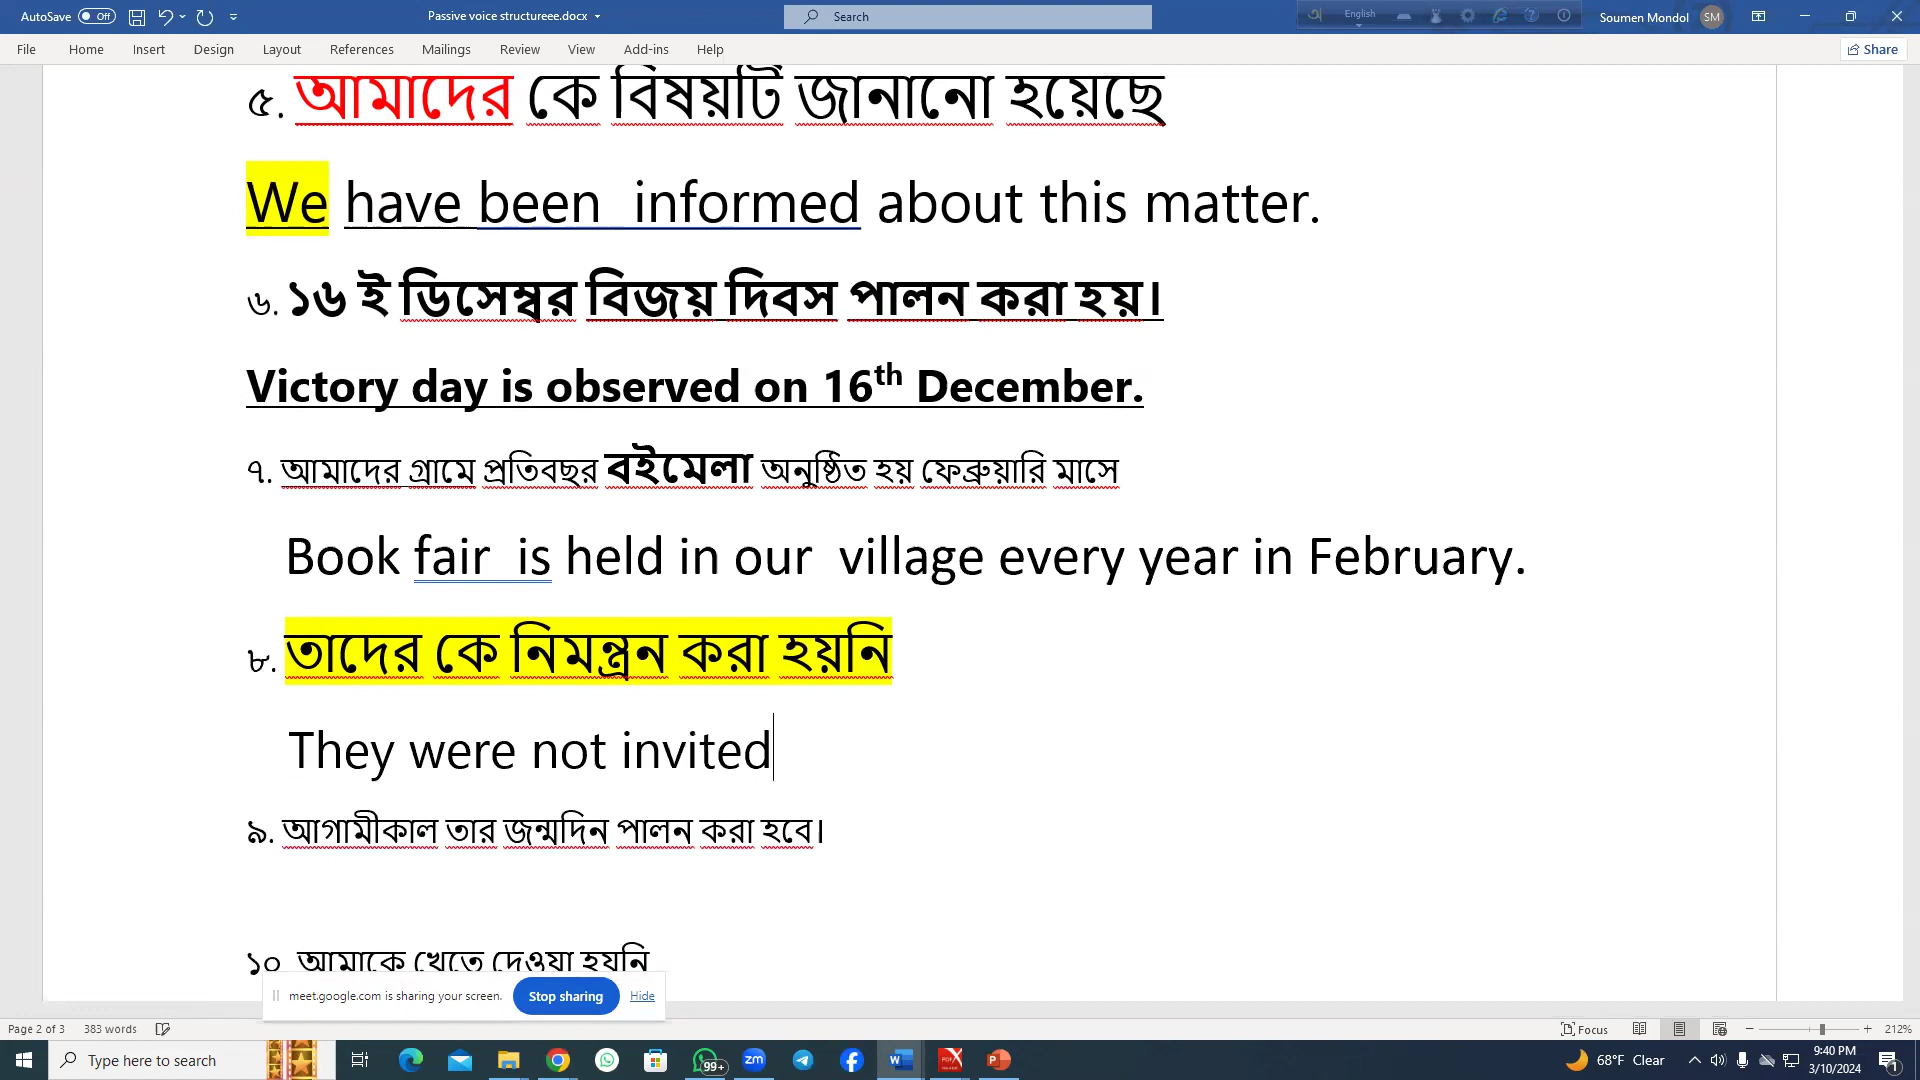 AutoSave Off Passive voice structureee.docx Search English Soumen Mondol SM
File Home Insert Design Layout References Mailings Review View Add-ins Help Share
৫. আমাদের কে বিষয়টি জানানো হয়েছে
We have been informed about this matter.
৬. ১৬ ই ডিসেম্বর বিজয় দিবস পালন করা হয়।
Victory day is observed on 16th December.
৭. আমাদের গ্রামে প্রতিবছর বইমেলা অনুষ্ঠিত হয় ফেব্রুয়ারি মাসে
Book fair is held in our village every year in February.
৮. তাদের কে নিমন্ত্রন করা হয়নি
They were not invited
৯. আগামীকাল তার জন্মদিন পালন করা হবে।
১০ আমাকে খেতে দেওয়া হয়নি
meet.google.com is sharing your screen. Stop sharing Hide
Page 2 of 3 383 words Focus 212%
Type here to search 99+ zm 68°F Clear 9:40 PM
3/10/2024 1